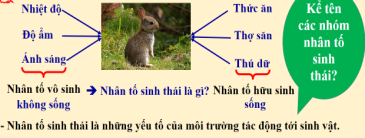 Nhiệt độ
Độ ẩm
Ánh sáng
Thức ăn
Thợ săn
Thú dữ
Kể tên
các nhóm
nhân tố
sinh
thái?
Nhân tố vô sinh
không sống
➔ Nhân tố sinh thái là gì?
Nhân tố hữu sinh
sống
- Nhân tố sinh thái là những yếu tố của môi trường tác động tới sinh vật.